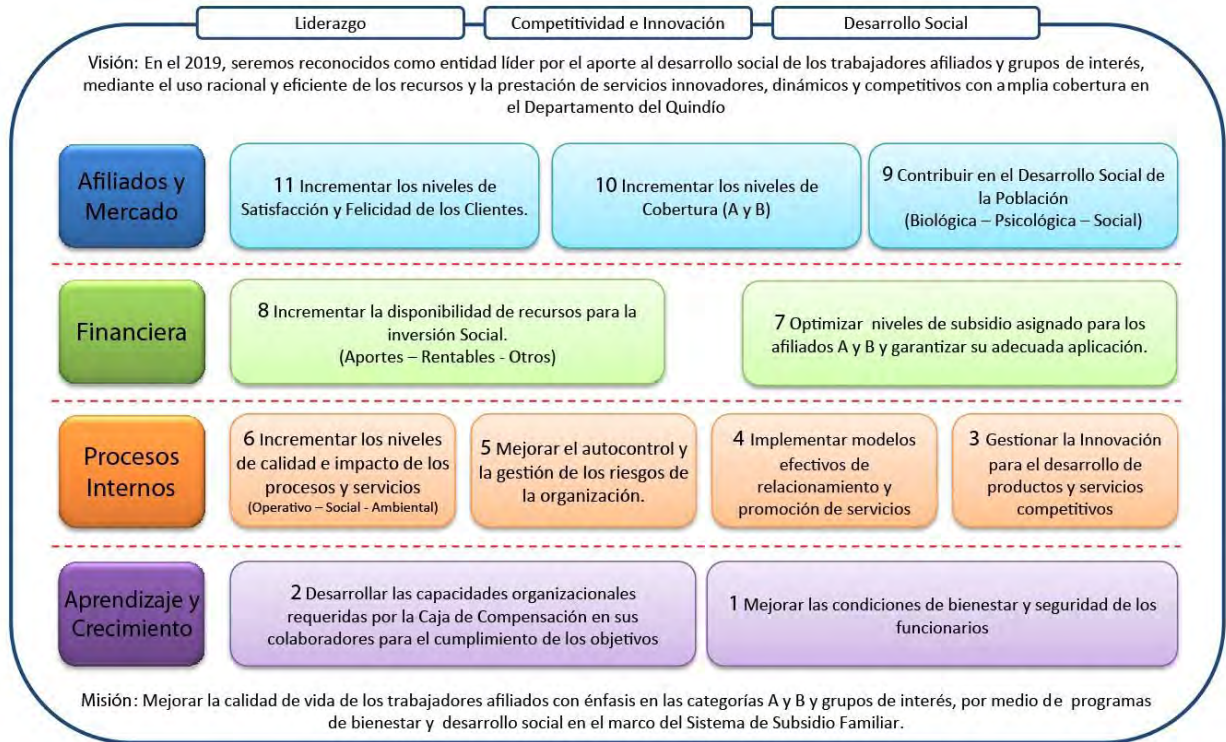 Liderazgo
Competitividad e Innovación
Desarrollo Social
Visión: En el 2019, seremos reconocidos como entidad líder por el aporte al desarrollo social de los trabajadores afiliados y grupos de interés,
mediante el uso racional y eficiente de los recursos y la prestación de servicios innovadores, dinámicos y competitivos con amplia cobertura en
el Departamento del Quindío
Afiliados y
Mercado
11 Incrementar los niveles de
Satisfacción y Felicidad de los Clientes.
10 Incrementar los niveles de
Cobertura (A y B)
9 Contribuir en el Desarrollo Social de
la Población
(Biológica – Psicológica – Social)
Financiera
8 Incrementar la disponibilidad de recursos para la
inversión Social.
(Aportes – Rentables - Otros)
7 Optimizar niveles de subsidio asignado para los
afiliados A y B y garantizar su adecuada aplicación.
Procesos
Internos
6 Incrementar los niveles
de calidad e impacto de los
procesos y servicios
(Operativo – Social - Ambiental)
5 Mejorar el autocontrol y
la gestión de los riesgos de
la organización.
4 Implementar modelos
efectivos de
relacionamiento y
promoción de servicios
3 Gestionar la Innovación
para el desarrollo de
productos y servicios
competitivos
Aprendizaje y
Crecimiento
2 Desarrollar las capacidades organizacionales
requeridas por la Caja de Compensación en sus
colaboradores para el cumplimiento de los objetivos
1 Mejorar las condiciones de bienestar y seguridad de los
funcionarios
Misión: Mejorar la calidad de vida de los trabajadores afiliados con énfasis en las categorías A y B y grupos de interés, por medio de programas
de bienestar y desarrollo social en el marco del Sistema de Subsidio Familiar.